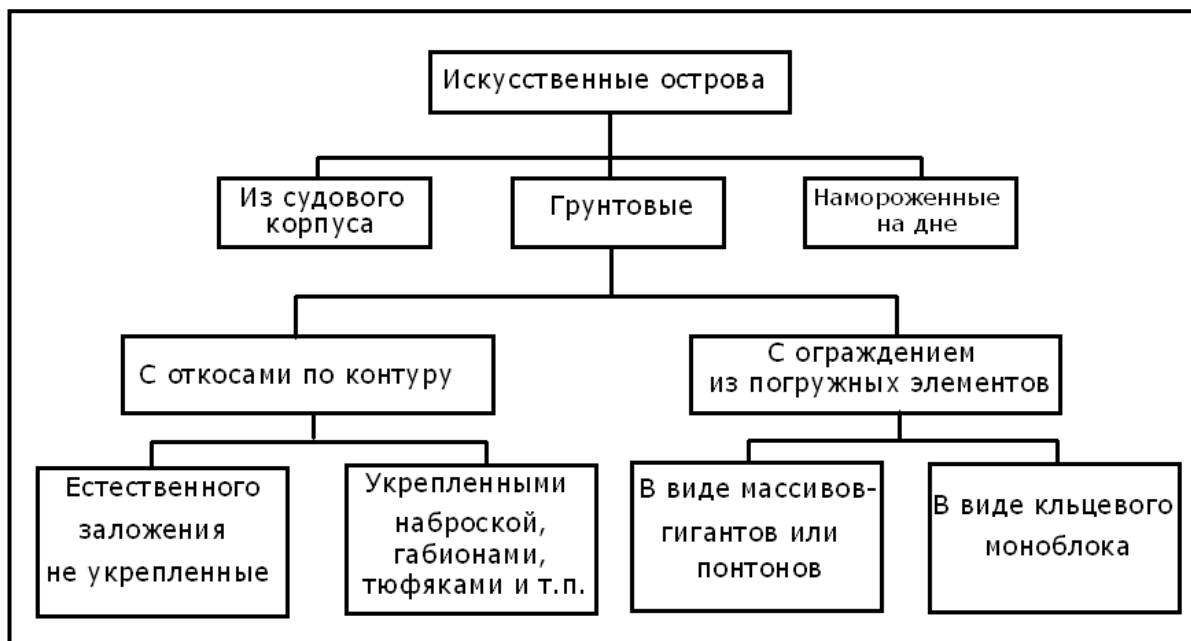 Искусственные острова
Из судового
корпуса
Грунтовые
Намороженные
на дне
С откосами по контуру
С ограждением
из погружных элементов
Естественного
заложения
не укрепленные
Укрепленными
наброской,
габионами,
тюфяками и т.п.
В виде массивов-
гигантов или
понтонов
В виде кльцевого
моноблока